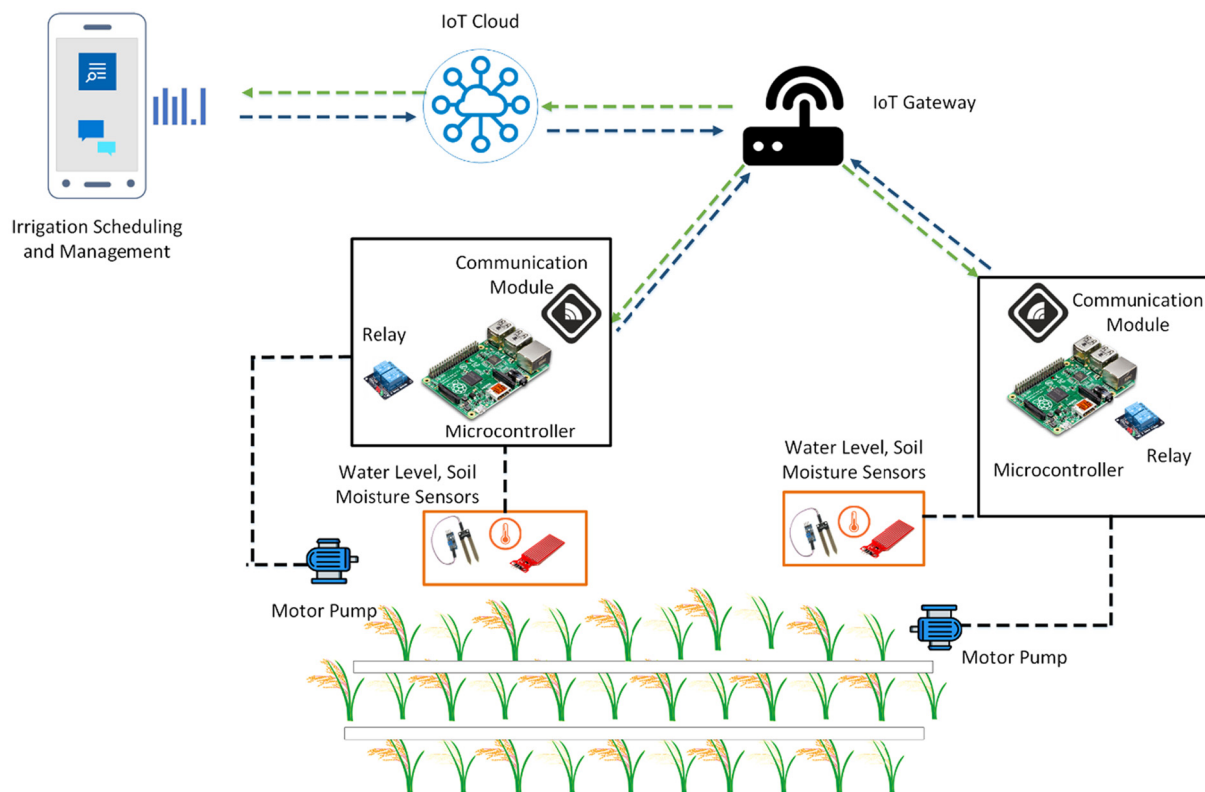 IoT Cloud
IoT Gateway
Irrigation Scheduling
and Management
Communication
Module
Relay
Microcontroller
Communication
Module
Microcontroller
Relay
Water Level, Soil
Moisture Sensors
Water Level, Soil
Moisture Sensors
Motor Pump
Motor Pump